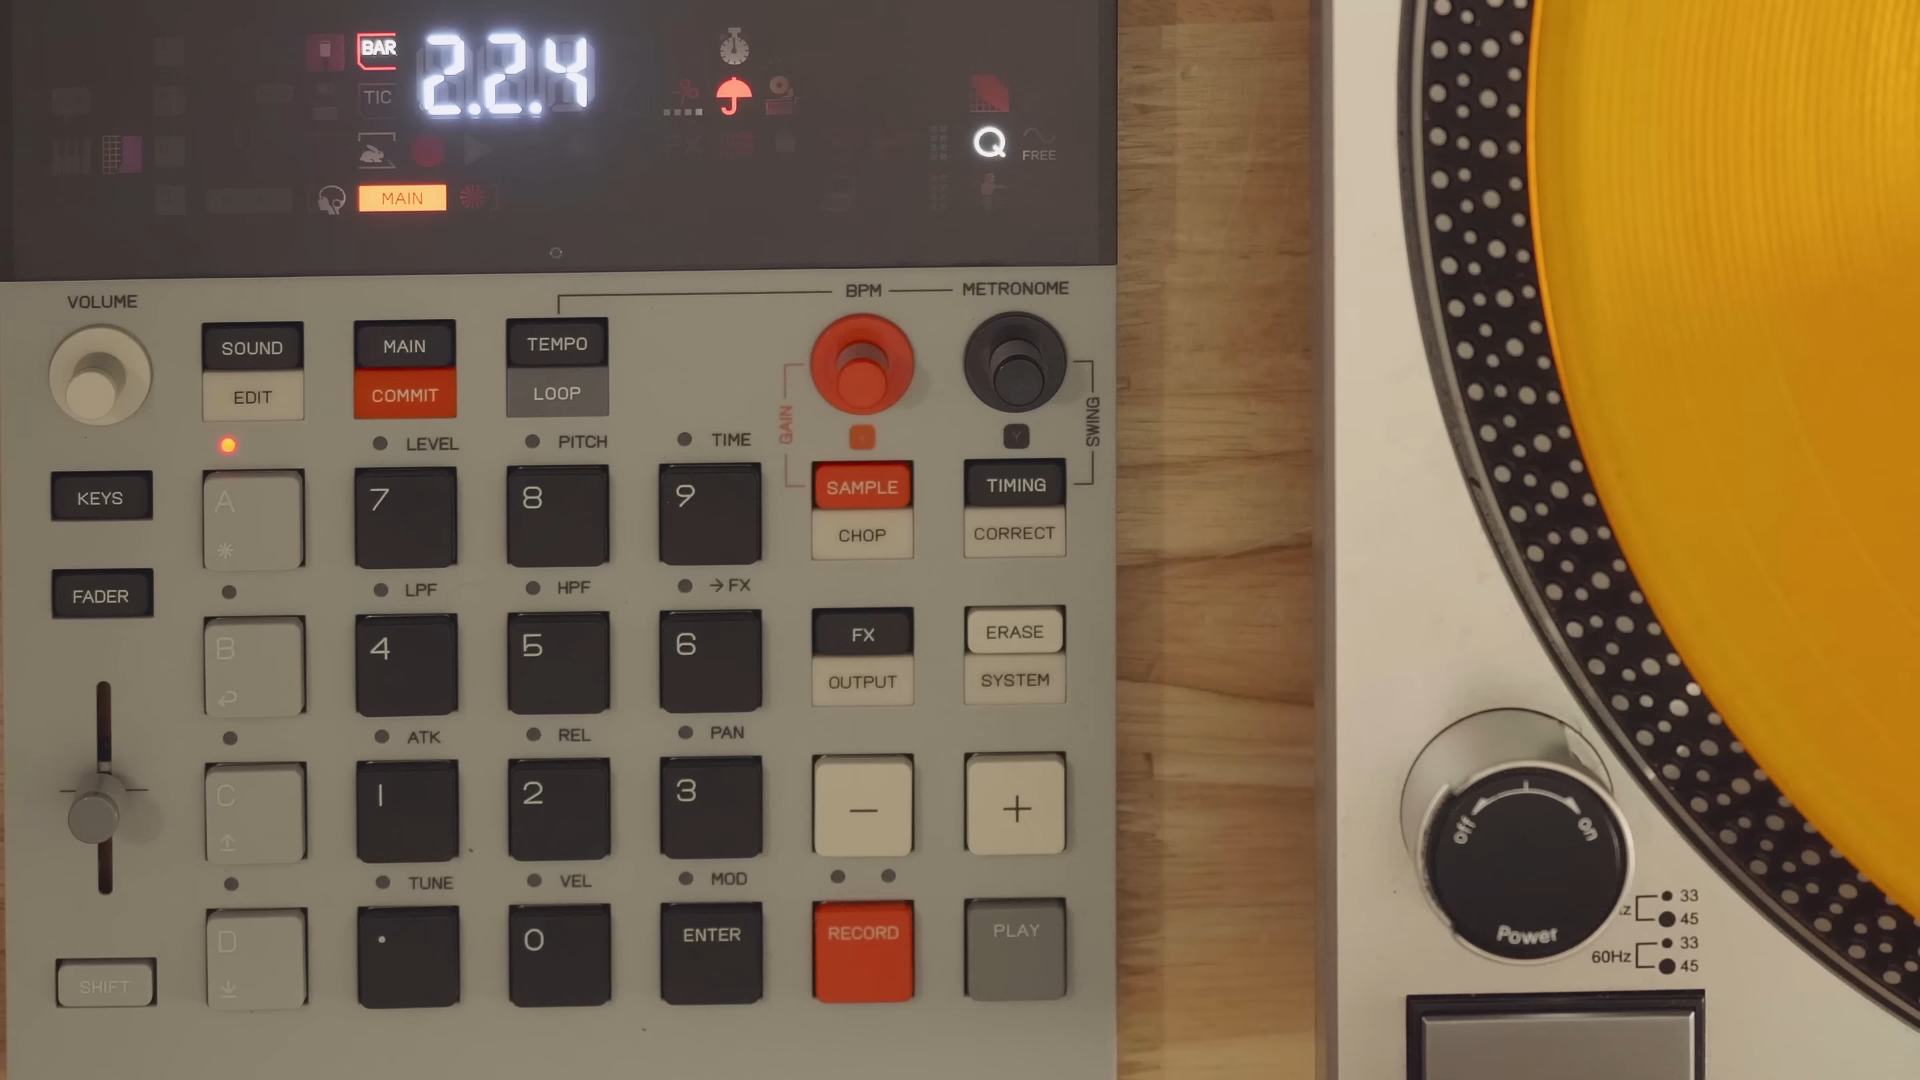 BAR
2.2.4
TIC
Q
FREE
MAIN
VOLUME
BPM
METRONOME
SOUND
MAIN
TEMPO
EDIT
COMMIT
LOOP
LEVEL
PITCH
TIME
GAIN
SWING
X
Y
KEYS
A
7
8
9
SAMPLE
TIMING
CHOP
CORRECT
FADER
LPF
HPF
→FX
B
4
5
6
FX
ERASE
OUTPUT
SYSTEM
ATK
REL
PAN
C
1
2
3
−
+
TUNE
VEL
MOD
SHIFT
D
.
0
ENTER
RECORD
PLAY
Off
on
Power
33
45
60Hz
33
45